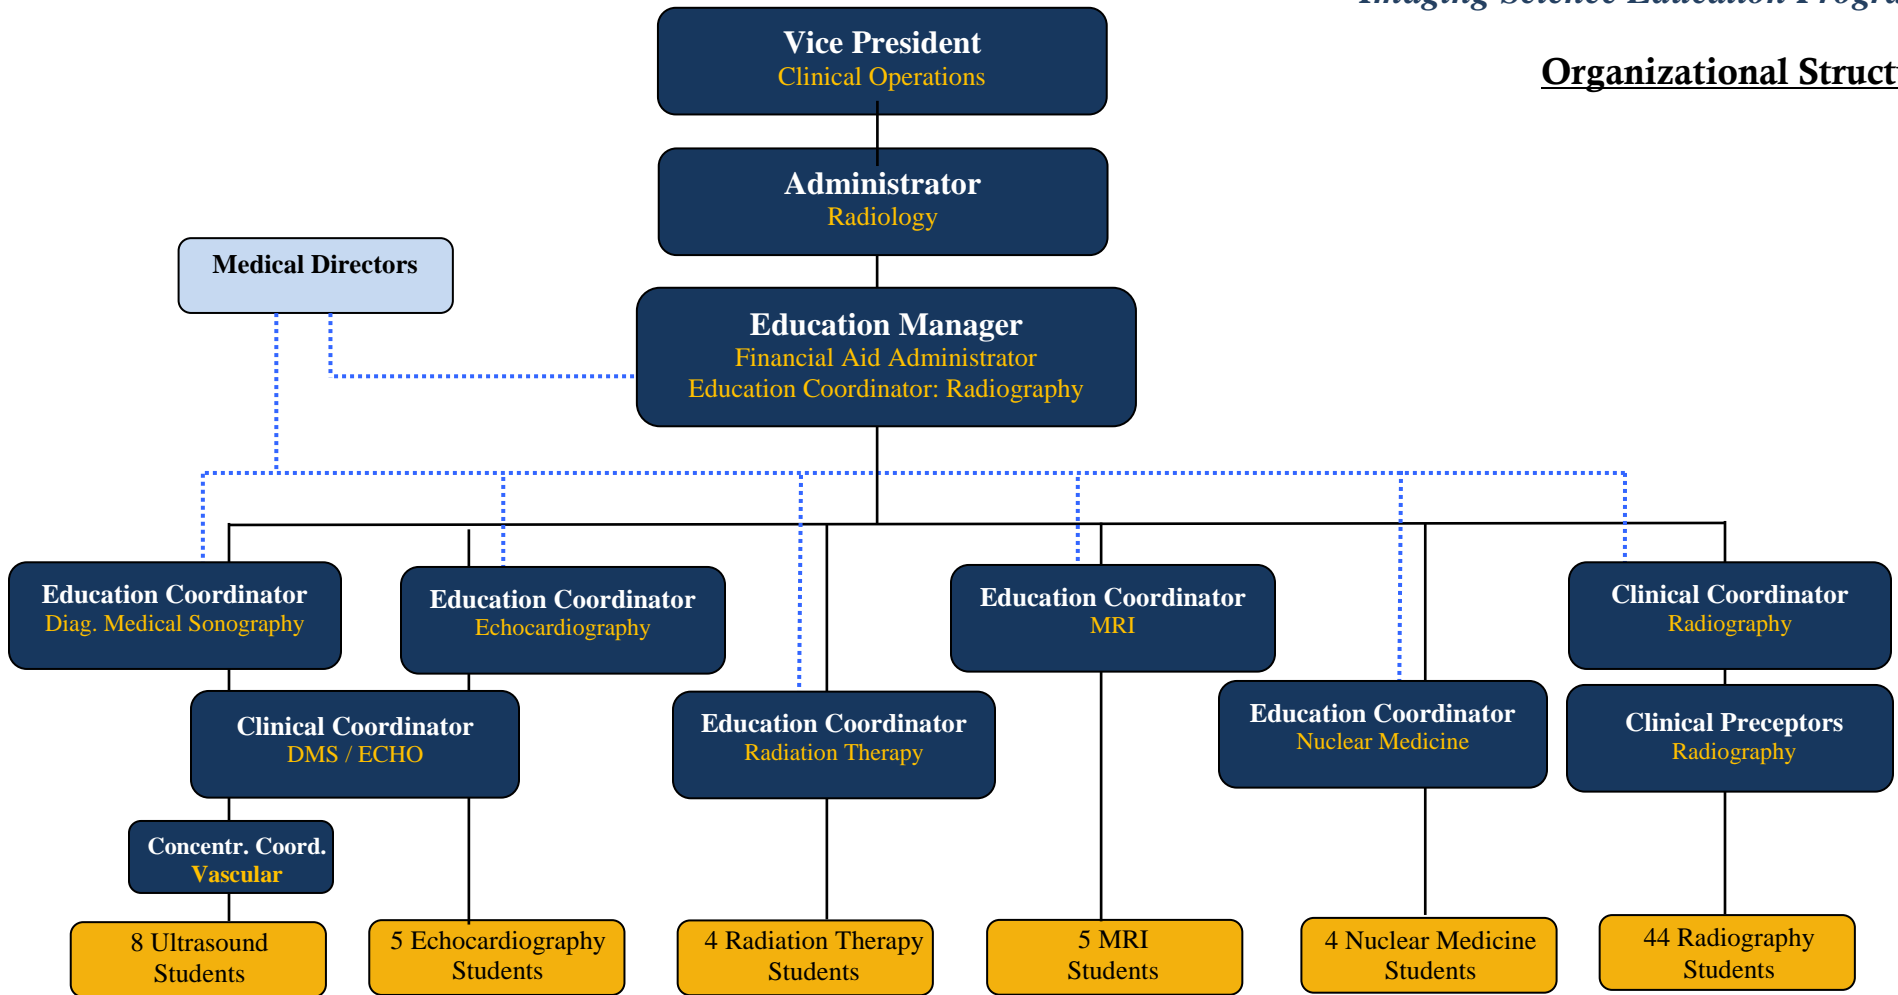 Imaging Science Education
Organizational
Vice President
Clinical Operations
Administrator
Radiology
Medical Directors
Education Manager
Financial Aid Administrator
Education Coordinator: Radiography
Education Coordinator
Diag. Medical Sonography
Education Coordinator
Echocardiography
Education Coordinator
MRI
Clinical Coordinator
Radiography
Clinical Coordinator
DMS / ECHO
Education Coordinator
Radiation Therapy
Education Coordinator
Nuclear Medicine
Clinical Preceptors
Radiography
Concentr. Coord.
Vascular
8 Ultrasound
Students
5 Echocardiography
Students
4 Radiation Therapy
Students
5 MRI
Students
4 Nuclear Medicine
Students
44 Radiography
Students